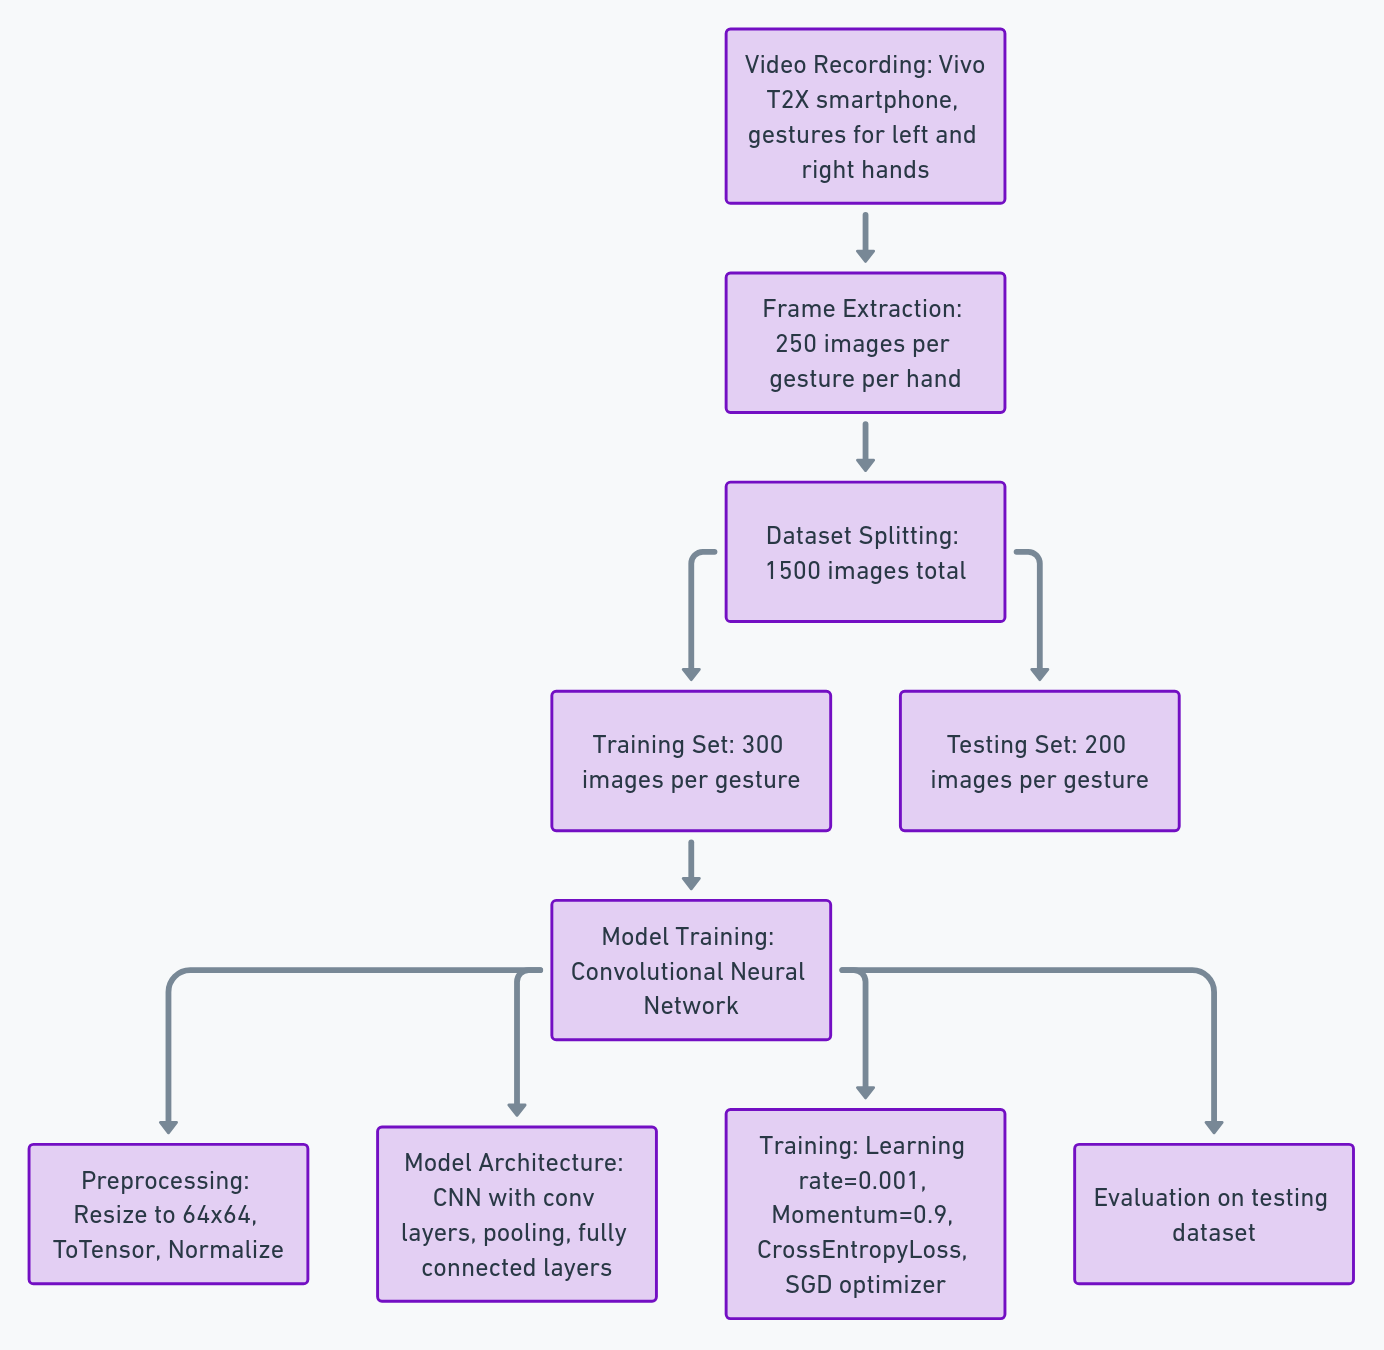 Video Recording: Vivo
T2X smartphone,
gestures for left and
right hands
Frame Extraction:
250 images per
gesture per hand
Dataset Splitting:
1500 images total
Training Set: 300
images per gesture
Testing Set: 200
images per gesture
Model Training:
Convolutional Neural
Network
Preprocessing:
Resize to 64x64,
ToTensor, Normalize
Model Architecture:
CNN with conv
layers, pooling, fully
connected layers
Training: Learning
rate=0.001,
Momentum=0.9,
CrossEntropyLoss,
SGD optimizer
Evaluation on testing
dataset